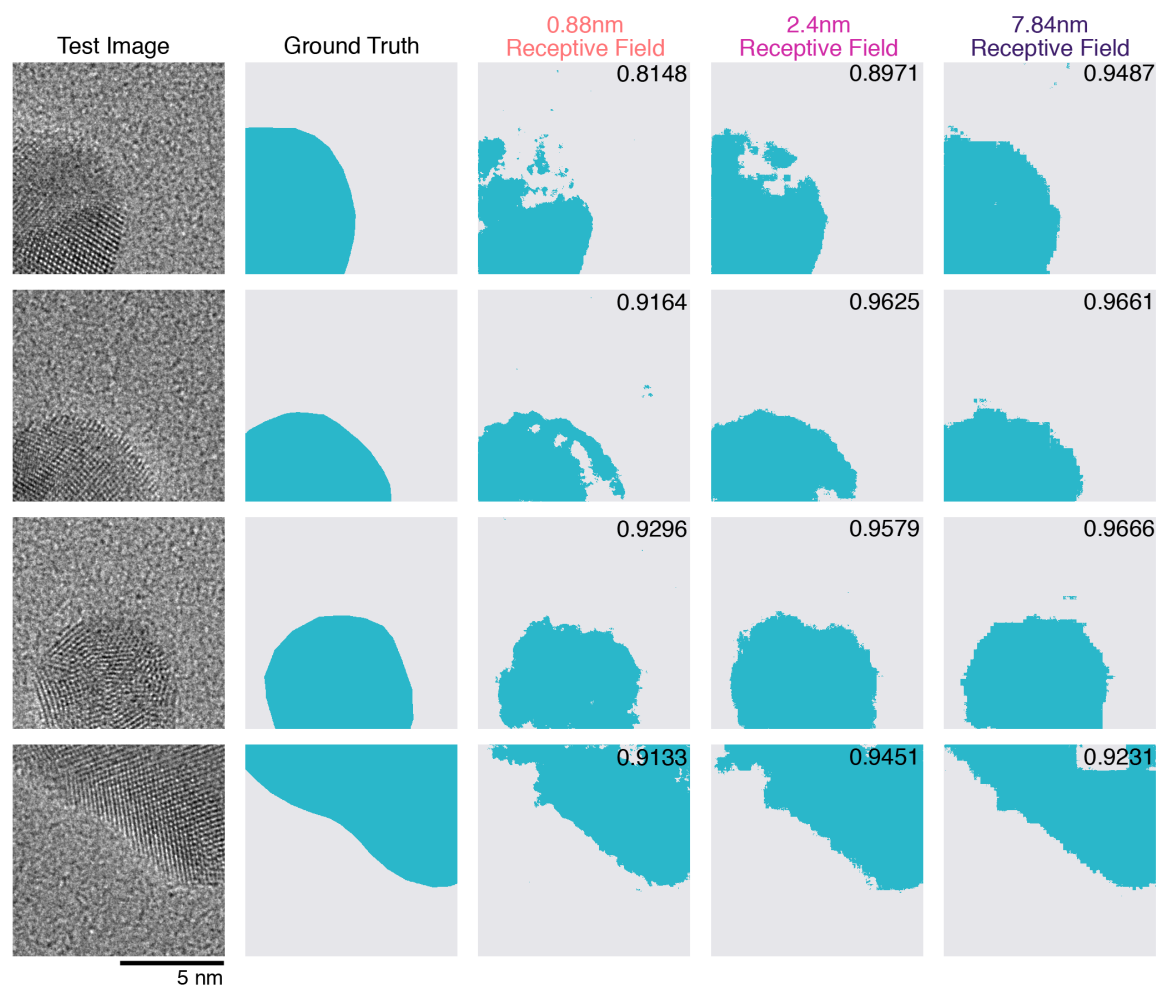 Test Image
Ground Truth
0.88nm
Receptive Field
2.4nm
Receptive Field
7.84nm
Receptive Field
0.8148
0.8971
0.9487
0.9164
0.9625
0.9661
0.9296
0.9579
0.9666
0.9133
0.9451
0.9231
5 nm